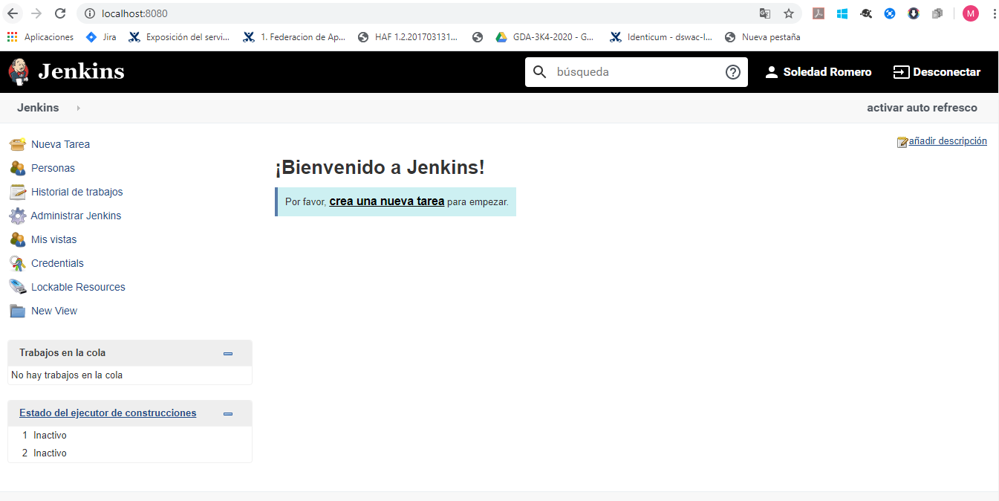 localhost:8080
Aplicaciones Jira Exposición del servi... 1. Federacion de Ap... HAF 1.2.201703131... GDA-3K4-2020 - G... Identicum - dswac-I... Nueva pestaña
M
Jenkins búsqueda Soledad Romero Desconectar
Jenkins activar auto refresco
añadir descripción
Nueva Tarea
Personas
Historial de trabajos
Administrar Jenkins
Mis vistas
Credentials
Lockable Resources
New View
¡Bienvenido a Jenkins!
Por favor, crea una nueva tarea para empezar.
Trabajos en la cola
No hay trabajos en la cola
Estado del ejecutor de construcciones
1 Inactivo
2 Inactivo